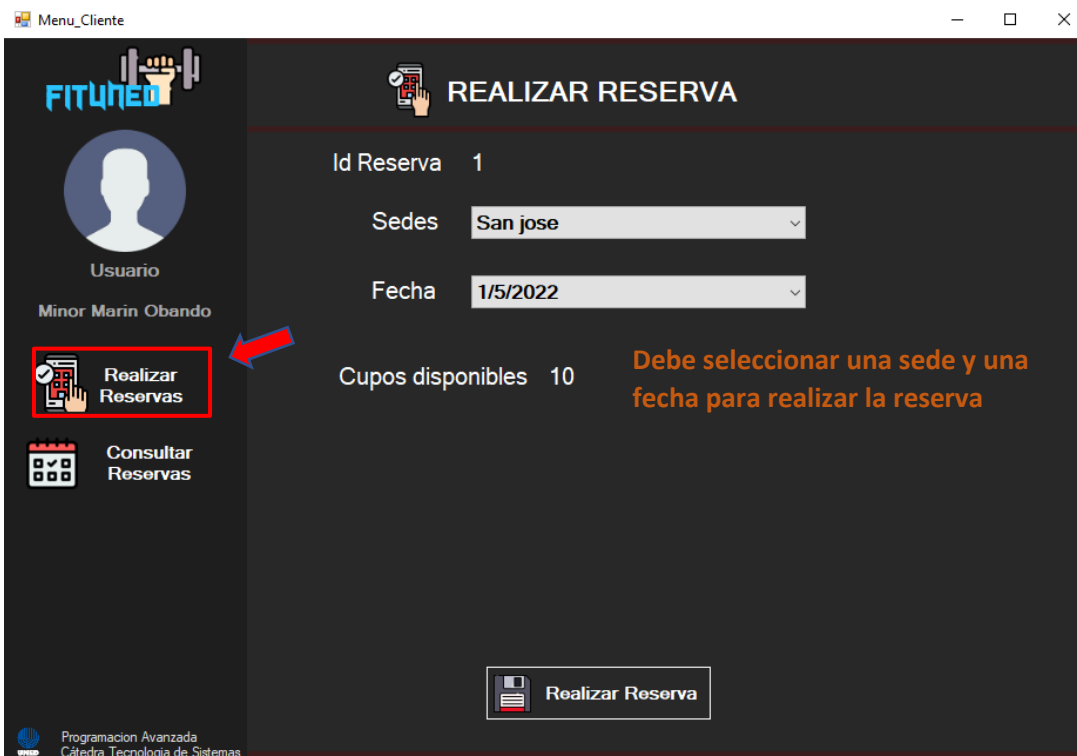 Menu_Cliente
FITUNED
REALIZAR RESERVA
Id Reserva 1
Sedes San jose
Usuario
Fecha 1/5/2022
Minor Marin Obando
Debe seleccionar una sede y una
fecha para realizar la reserva
Cupos disponibles 10
Realizar
Reservas
Consultar
Reservas
Realizar Reserva
Programacion Avanzada
Cátedra Tecnologia de Sistemas
UNED